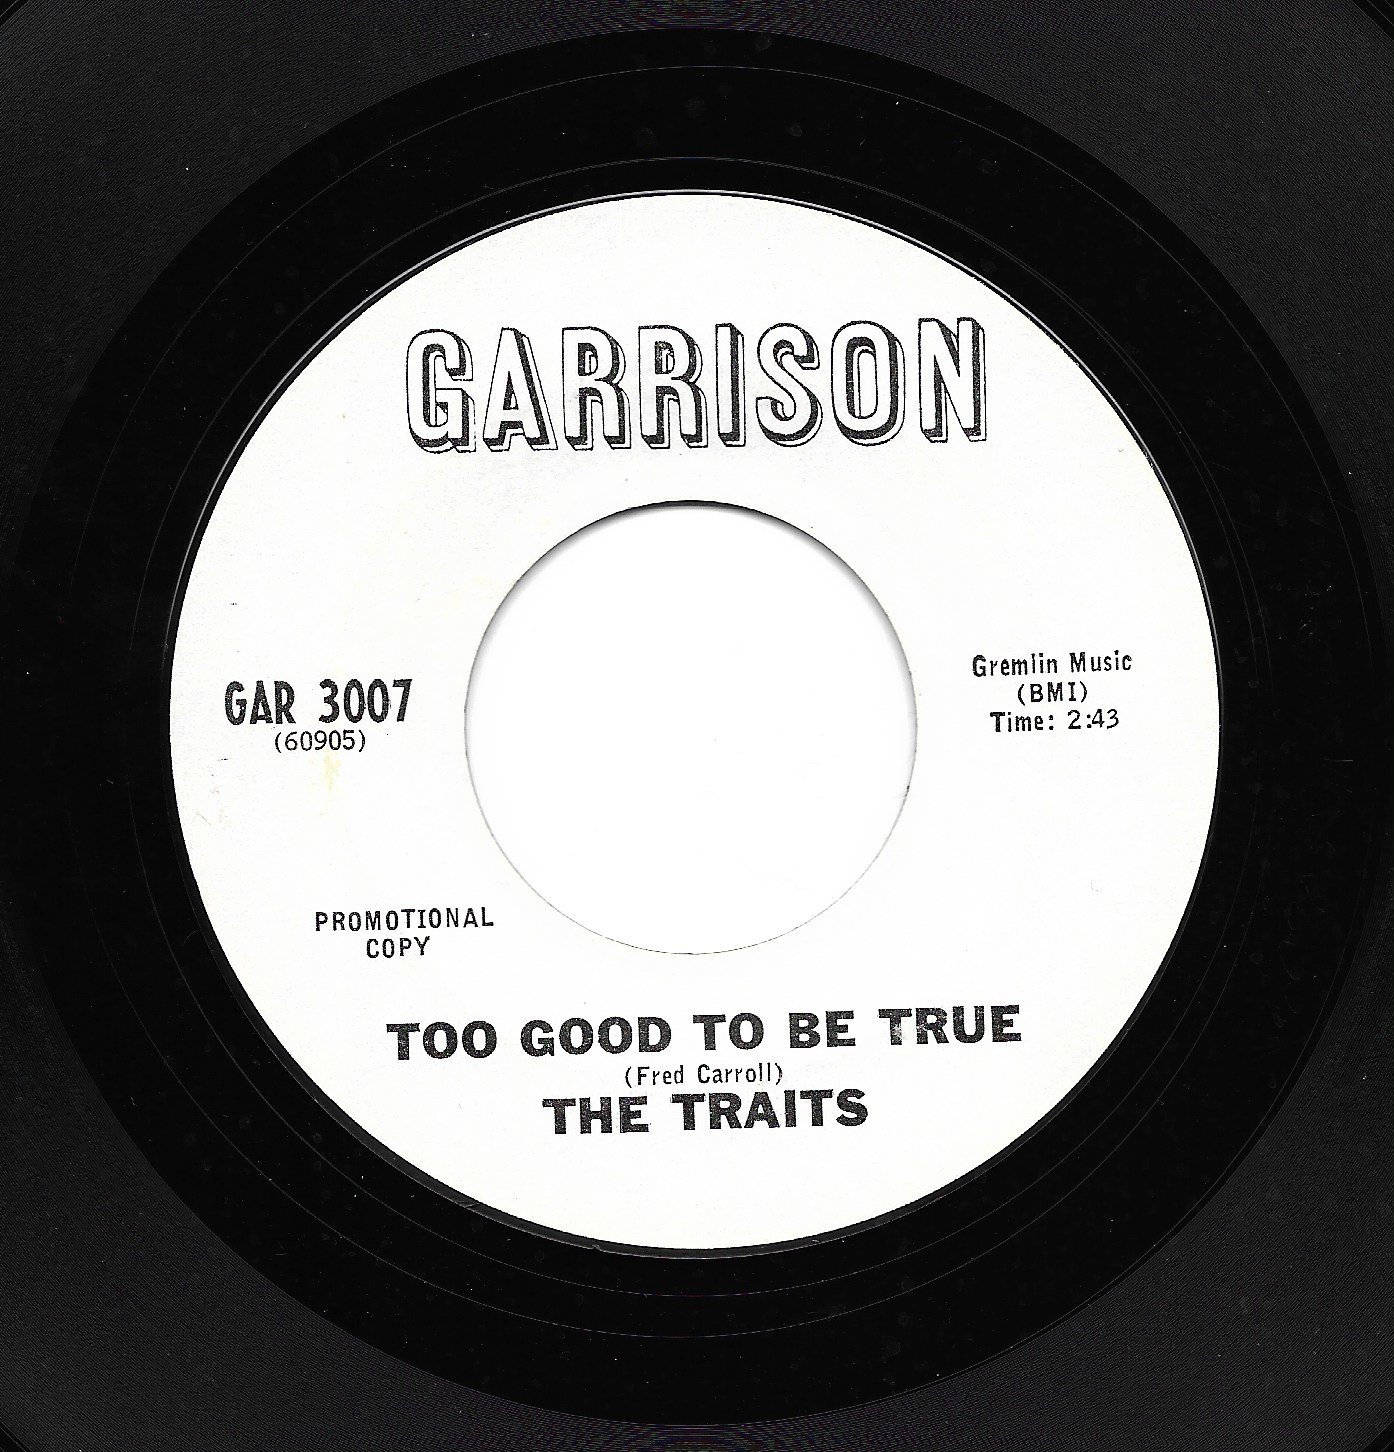 GARRISON
GAR 3007
(60905)
Gremlin Music
(BMI)
Time: 2:43
PROMOTIONAL
COPY
TOO GOOD TO BE TRUE
(Fred Carroll)
THE TRAITS